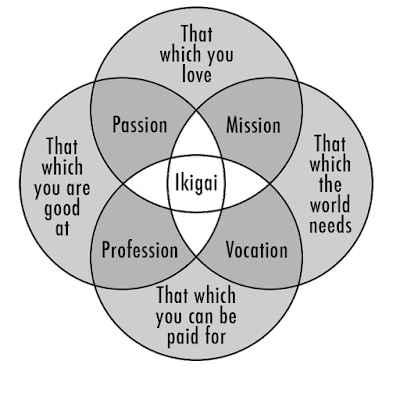 That
which you
love
Passion
Mission
That
which
you are
good
at
Ikigai
That
which
the
world
needs
Profession
Vocation
That which
you can be
paid for